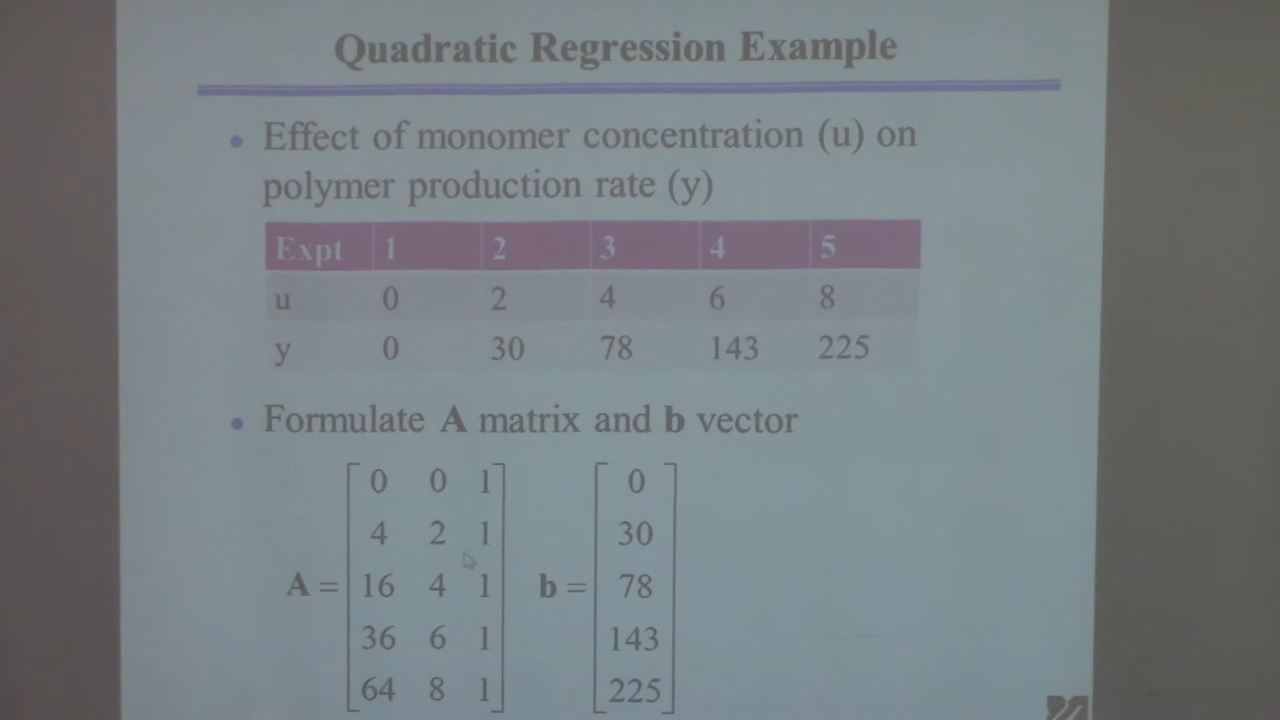 Quadratic Regression Example
Effect of monomer concentration (u) on
polymer production rate (y)
Expt 1 2 3 4 5
u 0 2 4 6 8
y 0 30 78 143 225
Formulate A matrix and b vector
0 0 1 0
4 2 1 30
A = 16 4 1 b = 78
36 6 1 143
64 8 1 225